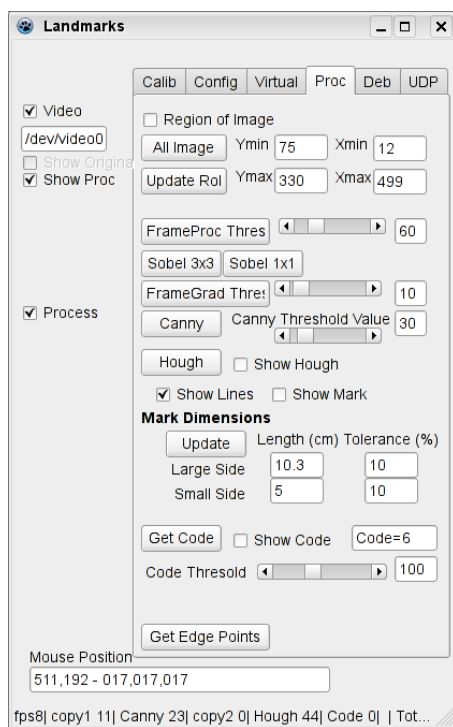 Landmarks
Calib Config Virtual Proc Deb UDP
Video
/dev/video0
Show Origina
Show Proc
Process
Region of Image
All Image Ymin 75 Xmin 12
Update RoI Ymax 330 Xmax 499
FrameProc Thres 60
Sobel 3x3 Sobel 1x1
FrameGrad Thres 10
Canny Canny Threshold Value 30
Hough Show Hough
Show Lines Show Mark
Mark Dimensions
Update Length (cm) Tolerance (%)
Large Side 10.3 10
Small Side 5 10
Get Code Show Code Code=6
Code Thresold 100
Get Edge Points
Mouse Position
511,192 - 017,017,017
fps8| copy1 11| Canny 23| copy2 0| Hough 44| Code 0| | Tot...